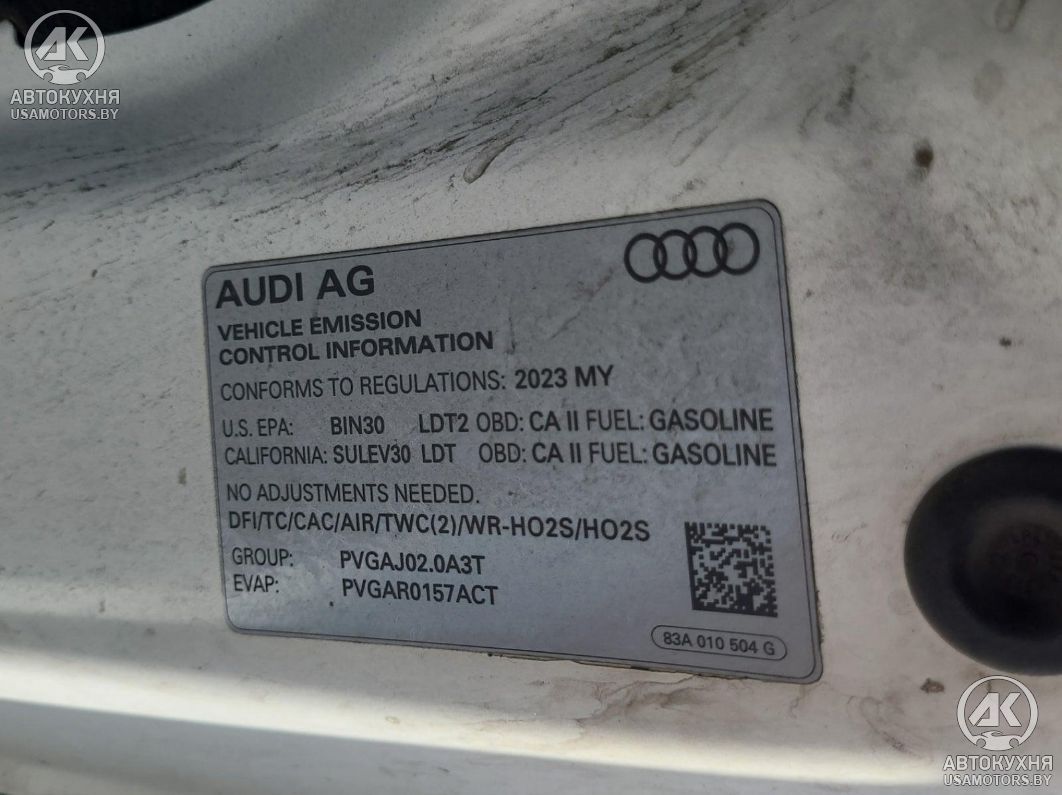 AK
АВТОКУХНЯ
USAMOTORS.BY
AUDI AG
VEHICLE EMISSION
CONTROL INFORMATION
CONFORMS TO REGULATIONS: 2023 MY
U.S. EPA: BIN30 LDT2 OBD: CA II FUEL: GASOLINE
CALIFORNIA: SULEV30 LDT OBD: CA II FUEL: GASOLINE
NO ADJUSTMENTS NEEDED.
DFI/TC/CAC/AIR/TWC(2)/WR-HO2S/HO2S
GROUP: PVGAJ02.0A3T
EVAP: PVGAR0157ACT
83A 010 504 G
AK
АВТОКУХНЯ
USAMOTORS.BY